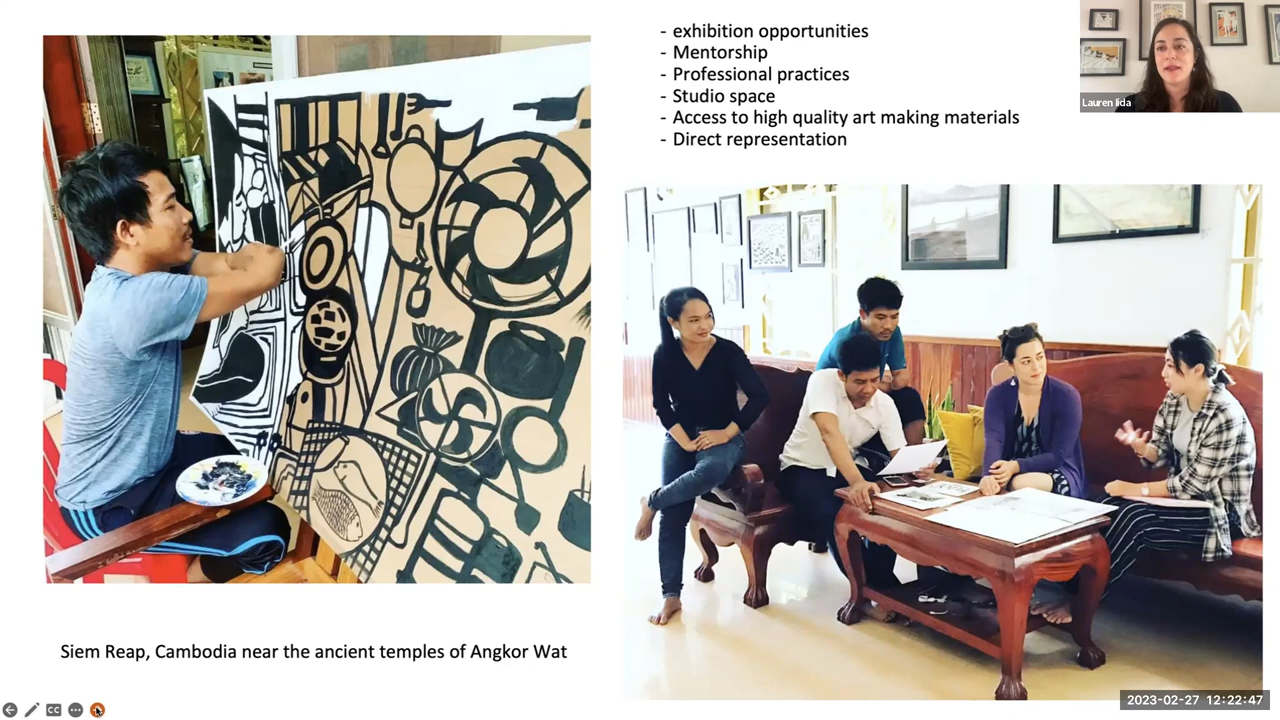 - exhibition opportunities
- Mentorship
- Professional practices
- Studio space
- Access to high quality art making materials
- Direct representation
Lauren Iida
Siem Reap, Cambodia near the ancient temples of Angkor Wat
CC
2023-02-27 12:22:47